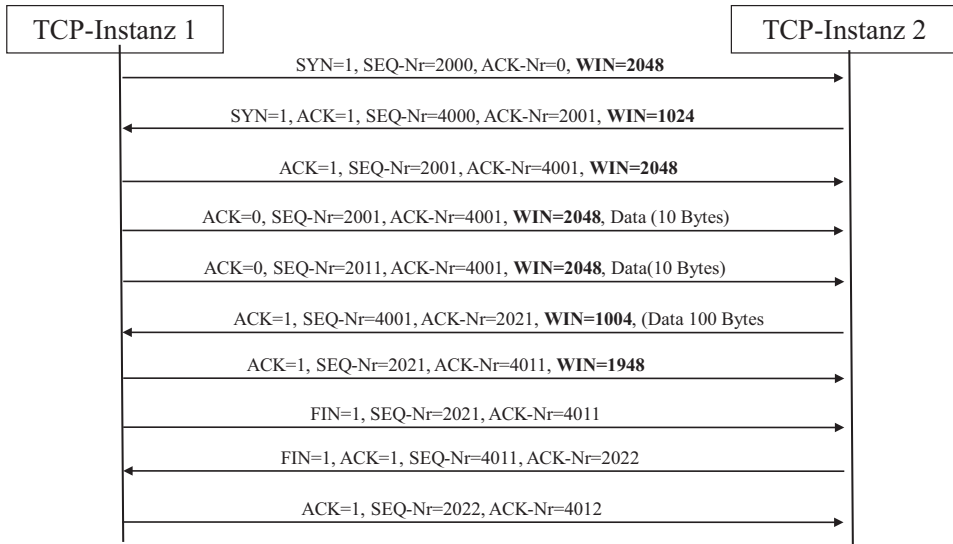 TCP-Instanz 1
TCP-Instanz 2
SYN=1, SEQ-Nr=2000, ACK-Nr=0, WIN=2048
SYN=1, ACK=1, SEQ-Nr=4000, ACK-Nr=2001, WIN=1024
ACK=1, SEQ-Nr=2001, ACK-Nr=4001, WIN=2048
ACK=0, SEQ-Nr=2001, ACK-Nr=4001, WIN=2048, Data (10 Bytes)
ACK=0, SEQ-Nr=2011, ACK-Nr=4001, WIN=2048, Data(10 Bytes)
ACK=1, SEQ-Nr=4001, ACK-Nr=2021, WIN=1004, (Data 100 Bytes
ACK=1, SEQ-Nr=2021, ACK-Nr=4011, WIN=1948
FIN=1, SEQ-Nr=2021, ACK-Nr=4011
FIN=1, ACK=1, SEQ-Nr=4011, ACK-Nr=2022
ACK=1, SEQ-Nr=2022, ACK-Nr=4012